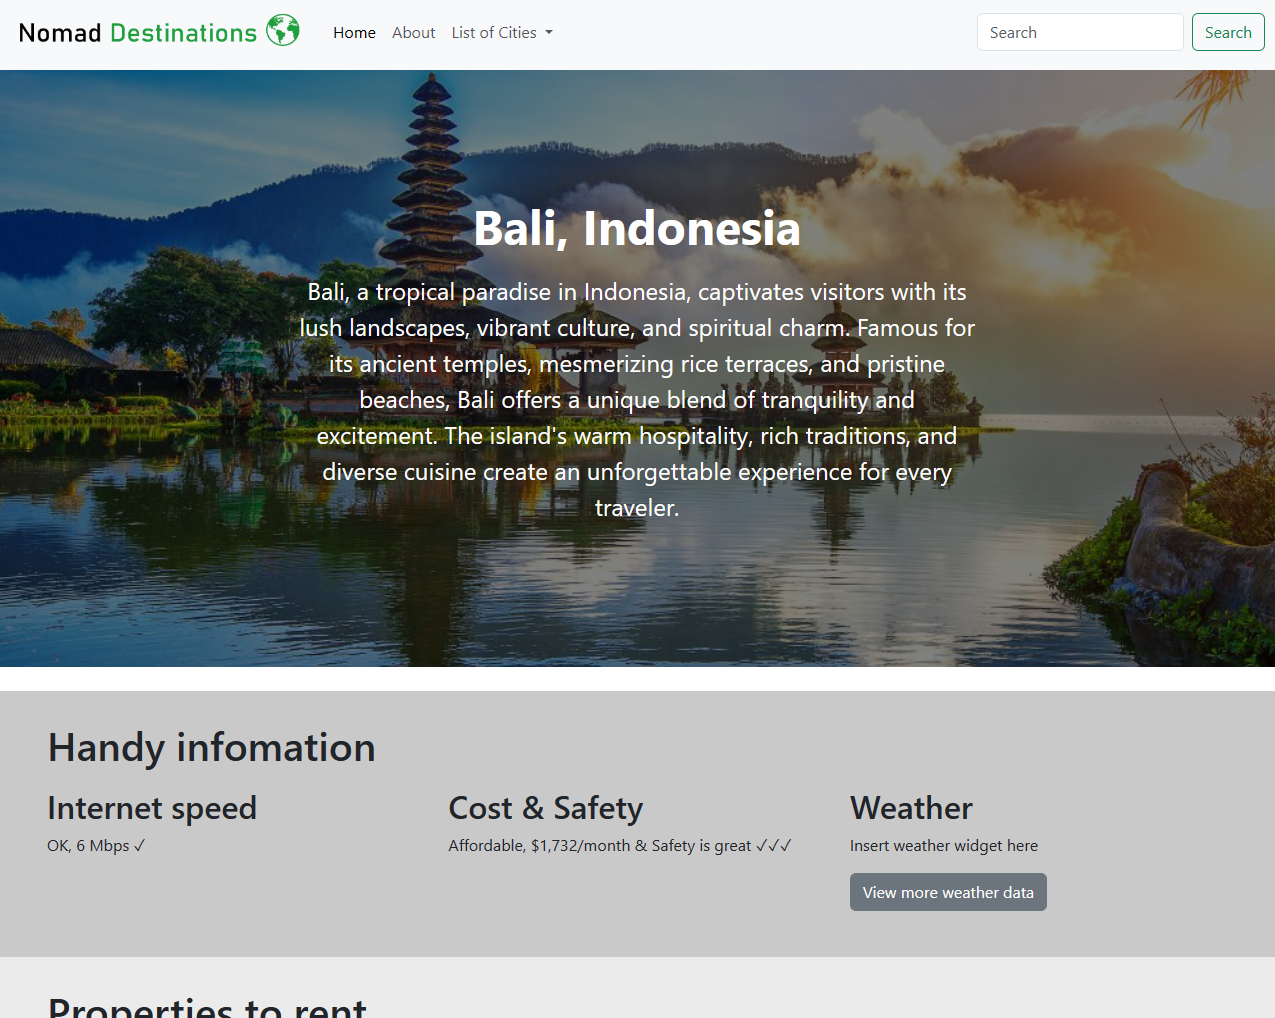 Nomad Destinations
Home About List of Cities
Search
Search
Bali, Indonesia
Bali, a tropical paradise in Indonesia, captivates visitors with its
lush landscapes, vibrant culture, and spiritual charm. Famous for
its ancient temples, mesmerizing rice terraces, and pristine
beaches, Bali offers a unique blend of tranquility and
excitement. The island's warm hospitality, rich traditions, and
diverse cuisine create an unforgettable experience for every
traveler.
Handy infomation
Internet speed
OK, 6 Mbps ✓
Cost & Safety
Affordable, $1,732/month & Safety is great ✓✓✓
Weather
Insert weather widget here
View more weather data
Properties to rent